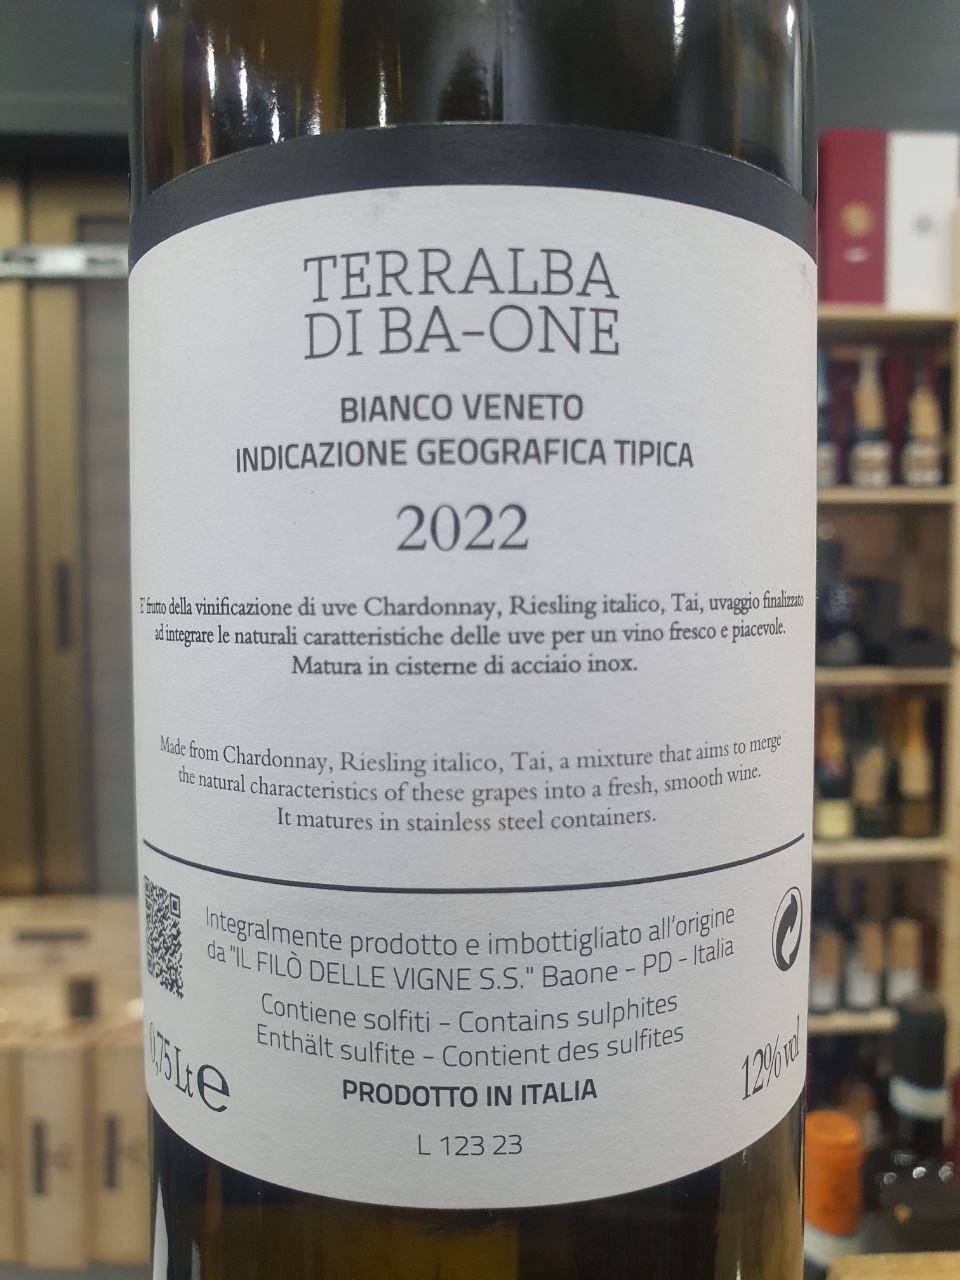 TERRALBA
DI BA-ONE
BIANCO VENETO
INDICAZIONE GEOGRAFICA TIPICA
2022
E' frutto della vinificazione di uve Chardonnay, Riesling italico, Tai, uvaggio finalizzato
ad integrare le naturali caratteristiche delle uve per un vino fresco e piacevole.
Matura in cisterne di acciaio inox.
Made from Chardonnay, Riesling italico, Tai, a mixture that aims to merge
the natural characteristics of these grapes into a fresh, smooth wine.
It matures in stainless steel containers.
Integralmente prodotto e imbottigliato all'origine
da "IL FILÒ DELLE VIGNE S.S." Baone - PD - Italia
Contiene solfiti - Contains sulphites
Enthält sulfite - Contient des sulfites
0,75 Lt e
12% vol
PRODOTTO IN ITALIA
L 123 23